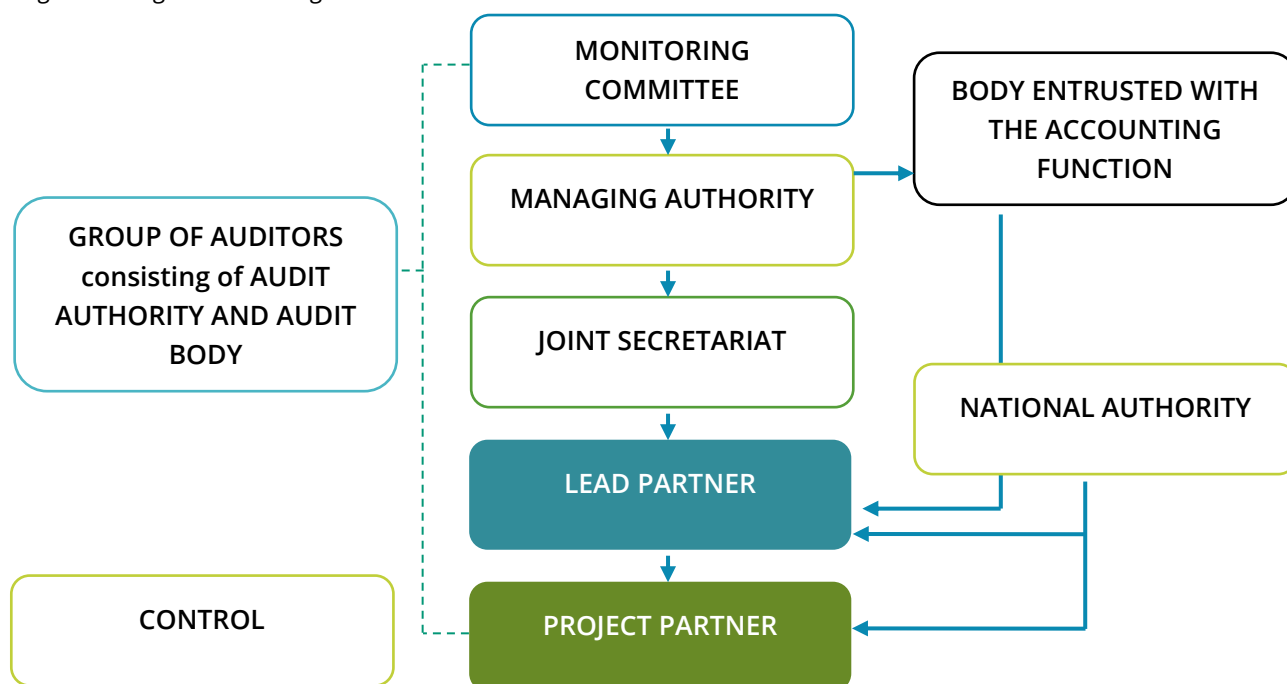 MONITORING
COMMITTEE
BODY ENTRUSTED WITH
THE ACCOUNTING
FUNCTION
MANAGING AUTHORITY
GROUP OF AUDITORS
consisting of AUDIT
AUTHORITY AND AUDIT
BODY
JOINT SECRETARIAT
NATIONAL AUTHORITY
LEAD PARTNER
CONTROL
PROJECT PARTNER